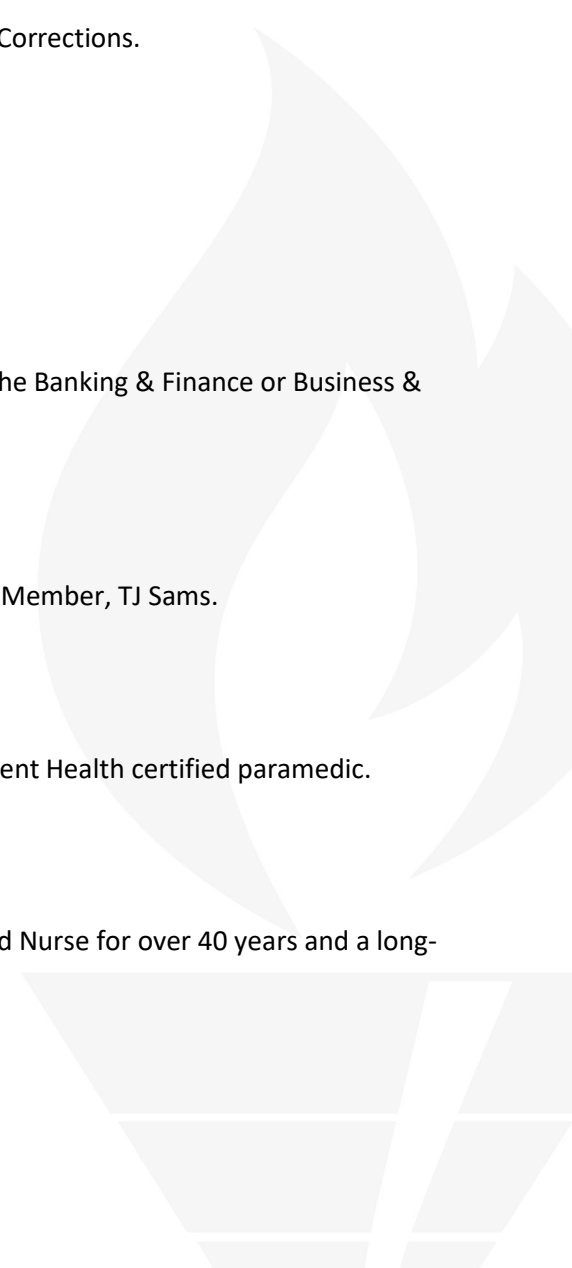 Corrections.
he Banking & Finance or Business &
Member, TJ Sams.
ent Health certified paramedic.
d Nurse for over 40 years and a long-